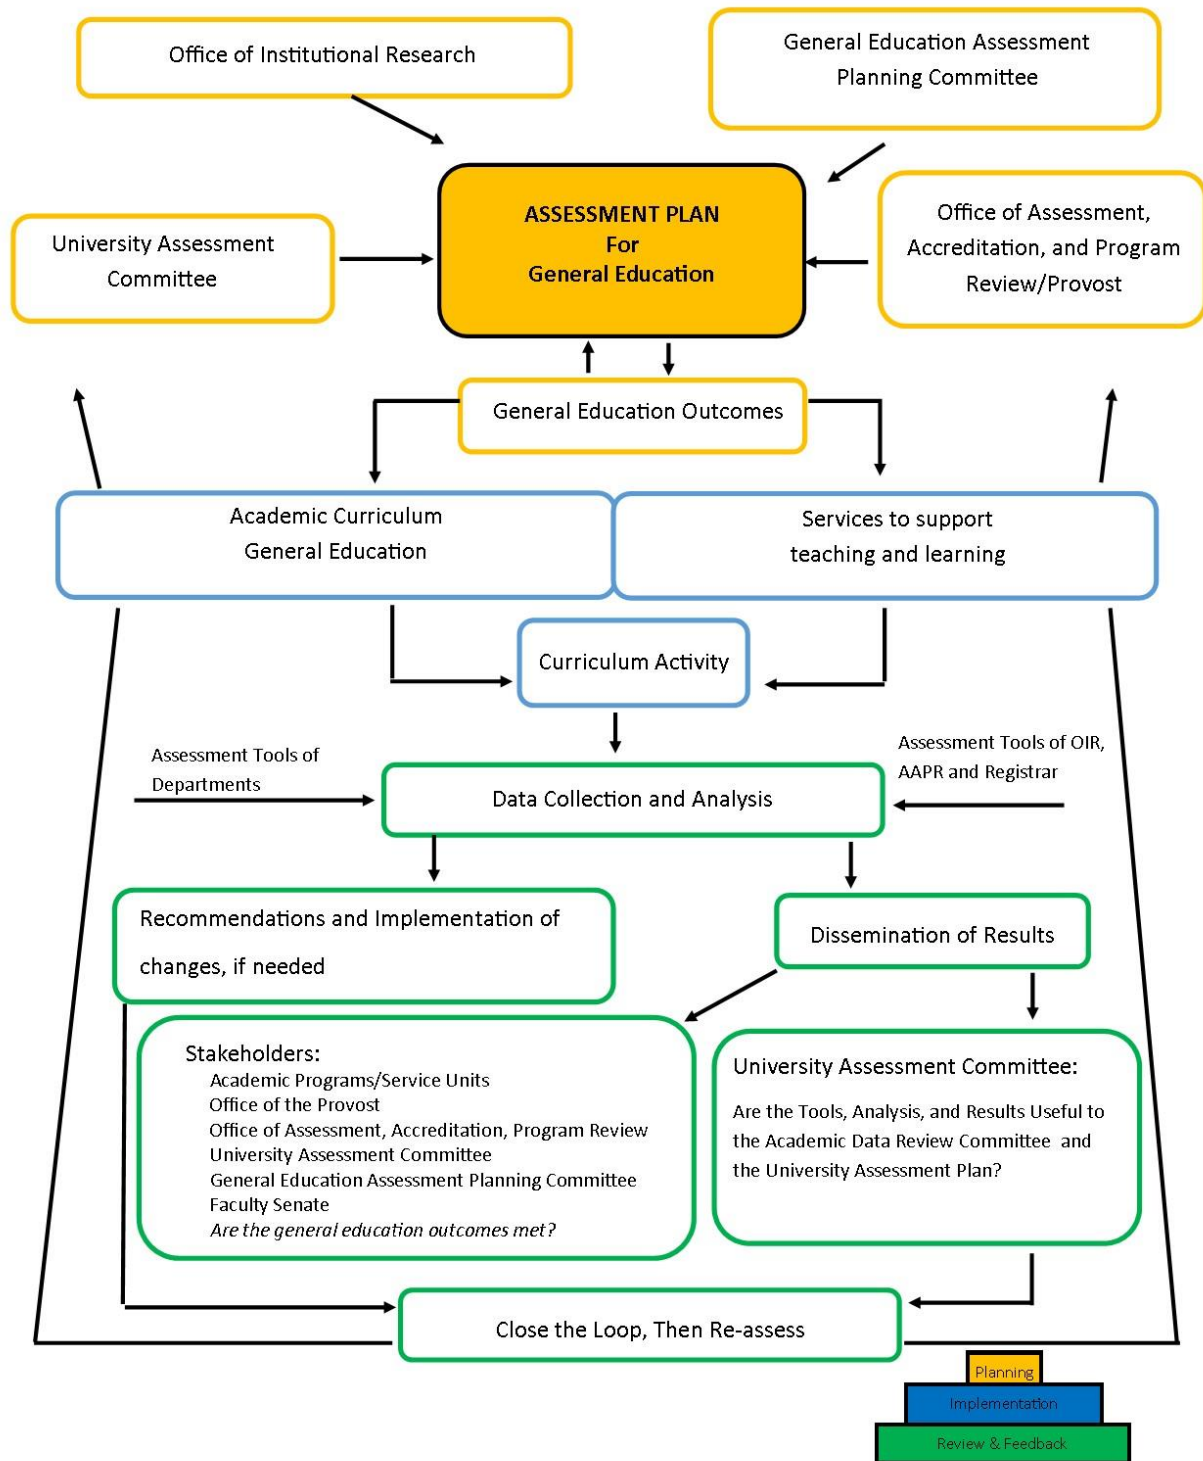 Office of Institutional Research
General Education Assessment
Planning Committee
ASSESSMENT PLAN
For
General Education
University Assessment
Committee
Office of Assessment,
Accreditation, and Program
Review/Provost
General Education Outcomes
Academic Curriculum
General Education
Services to support
teaching and learning
Curriculum Activity
Assessment Tools of
Departments
Assessment Tools of OIR,
AAPR and Registrar
Data Collection and Analysis
Recommendations and Implementation of
changes, if needed
Dissemination of Results
Stakeholders:
Academic Programs/Service Units
Office of the Provost
Office of Assessment, Accreditation, Program Review
University Assessment Committee
General Education Assessment Planning Committee
Faculty Senate
Are the general education outcomes met?
University Assessment Committee:
Are the Tools, Analysis, and Results Useful to
the Academic Data Review Committee and
the University Assessment Plan?
Close the Loop, Then Re-assess
Planning
Implementation
Review & Feedback